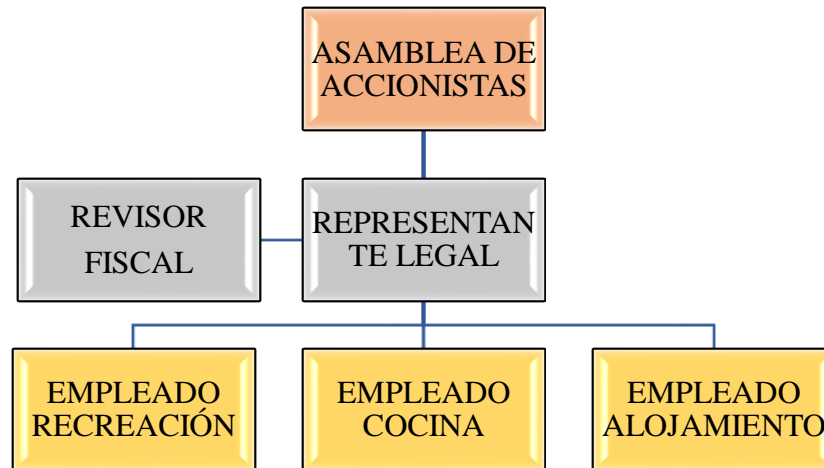 ASAMBLEA DE
ACCIONISTAS
REVISOR
FISCAL
REPRESENTAN
TE LEGAL
EMPLEADO
RECREACIÓN
EMPLEADO
COCINA
EMPLEADO
ALOJAMIENTO